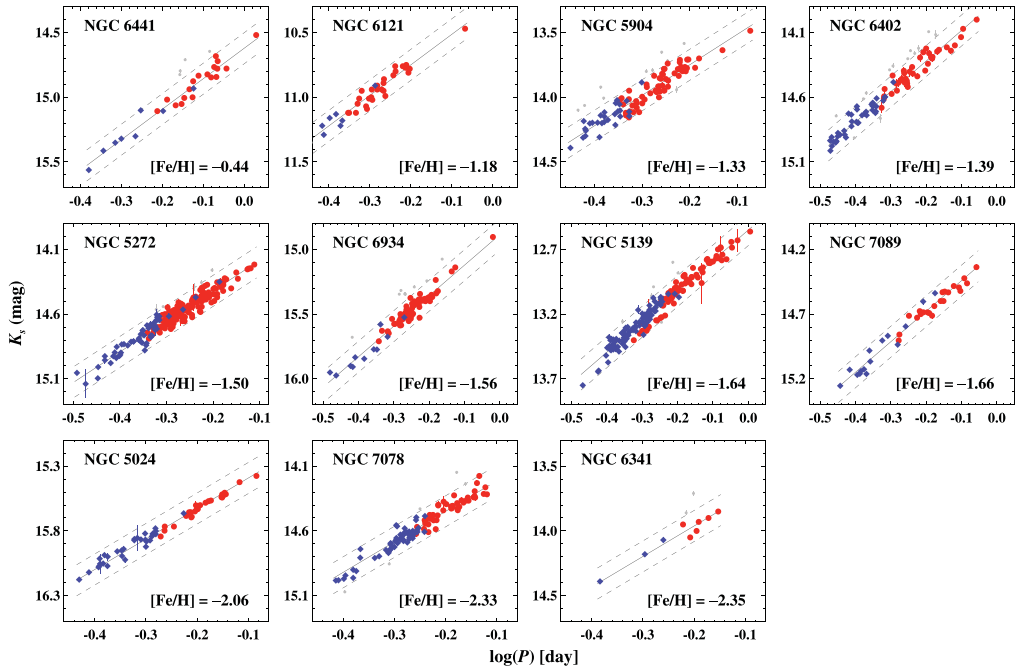 NGC 6441
14.5
15.0
15.5
[Fe/H] = −0.44
-0.4 -0.3 -0.2 -0.1 0.0
NGC 6121
10.5
11.0
11.5
[Fe/H] = −1.18
-0.4 -0.3 -0.2 -0.1 0.0
NGC 5904
13.5
14.0
14.5
[Fe/H] = −1.33
-0.4 -0.3 -0.2 -0.1
NGC 6402
14.1
14.6
15.1
[Fe/H] = −1.39
-0.5 -0.4 -0.3 -0.2 -0.1 0.0
Ks (mag)
NGC 5272
14.1
14.6
15.1
[Fe/H] = −1.50
-0.5 -0.4 -0.3 -0.2 -0.1
NGC 6934
15.0
15.5
16.0
[Fe/H] = −1.56
-0.5 -0.4 -0.3 -0.2 -0.1 0.0
NGC 5139
12.7
13.2
13.7
[Fe/H] = −1.64
-0.5 -0.4 -0.3 -0.2 -0.1 0.0
NGC 7089
14.2
14.7
15.2
[Fe/H] = −1.66
-0.5 -0.4 -0.3 -0.2 -0.1 0.0
NGC 5024
15.3
15.8
16.3
[Fe/H] = −2.06
-0.4 -0.3 -0.2 -0.1
NGC 7078
14.1
14.6
15.1
[Fe/H] = −2.33
-0.4 -0.3 -0.2 -0.1
NGC 6341
13.5
14.0
14.5
[Fe/H] = −2.35
-0.4 -0.3 -0.2 -0.1
log(P) [day]